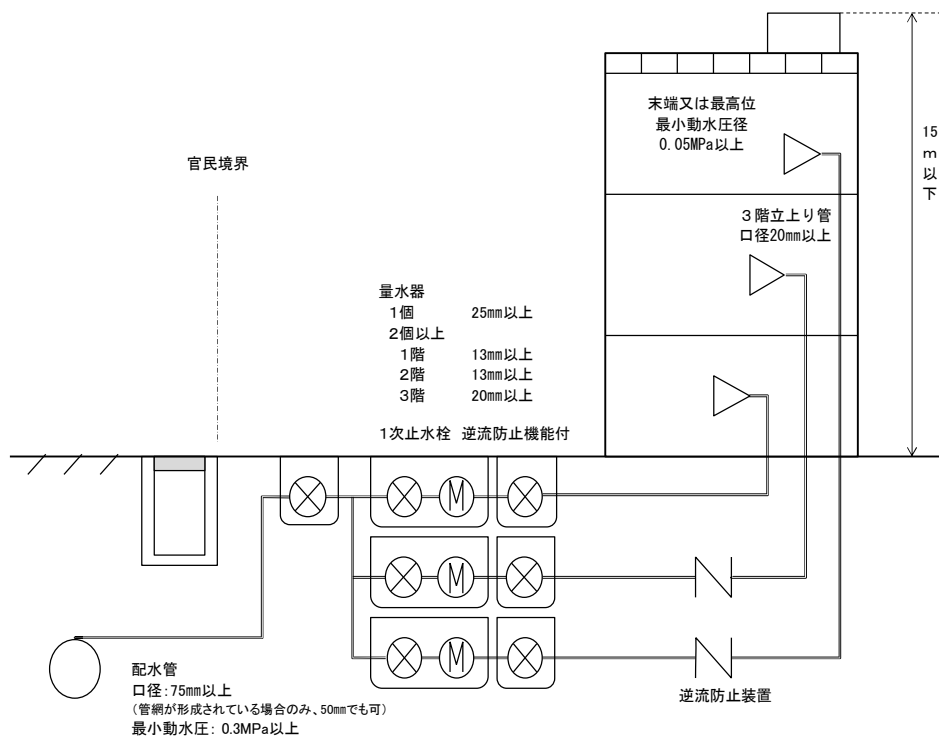 末端又は最高位
最小動水圧径
0.05MPa以上
15
m
以
下
官民境界
3階立上り管
口径20mm以上
量水器
1個 25mm以上
2個以上
1階 13mm以上
2階 13mm以上
3階 20mm以上
1次止水栓 逆流防止機能付
M
M
M
配水管
口径:75mm以上
(管網が形成されている場合のみ、50mmでも可)
最小動水圧: 0.3MPa以上
逆流防止装置